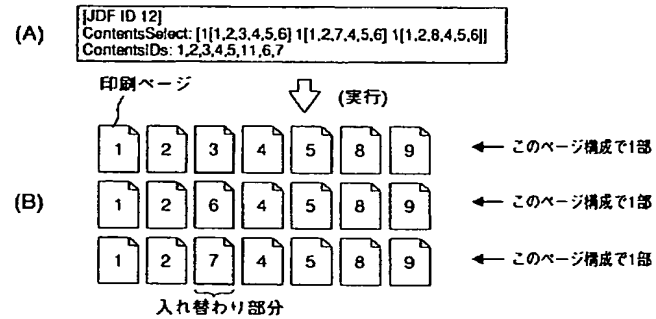 (A)
[JDF ID 12]
ContentsSelect: [1[1,2,3,4,5,6] 1[1,2,7,4,5,6] 1[1,2,8,4,5,6]]
ContentsIDs: 1,2,3,4,5,11,6,7
印刷ページ
(実行)
(B)
1 2 3 4 5 8 9 ← このページ構成で1部
1 2 6 4 5 8 9 ← このページ構成で1部
1 2 7 4 5 8 9 ← このページ構成で1部
入れ替わり部分